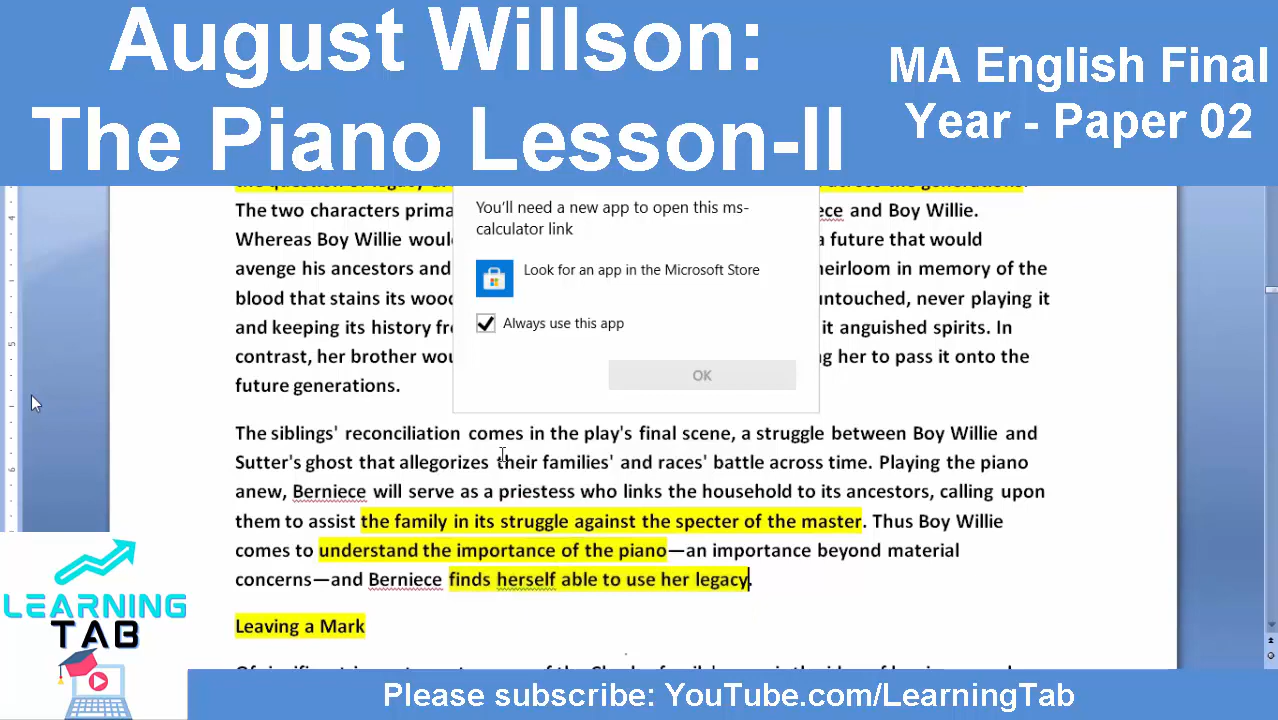 August Willson:
The Piano Lesson-II
MA English Final
Year - Paper 02
You'll need a new app to open this ms-
calculator link
Look for an app in the Microsoft Store
Always use this app
OK
the question of legacy across the generations.
The two characters prima ece and Boy Willie.
Whereas Boy Willie woul a future that would
avenge his ancestors and heirloom in memory of the
blood that stains its wood untouched, never playing it
and keeping its history fr it anguished spirits. In
contrast, her brother wou g her to pass it onto the
future generations.
The siblings' reconciliation comes in the play's final scene, a struggle between Boy Willie and
Sutter's ghost that allegorizes their families' and races' battle across time. Playing the piano
anew, Berniece will serve as a priestess who links the household to its ancestors, calling upon
them to assist the family in its struggle against the specter of the master. Thus Boy Willie
comes to understand the importance of the piano—an importance beyond material
concerns—and Berniece finds herself able to use her legacy.
Leaving a Mark
LEARNING
TAB
Please subscribe: YouTube.com/LearningTab